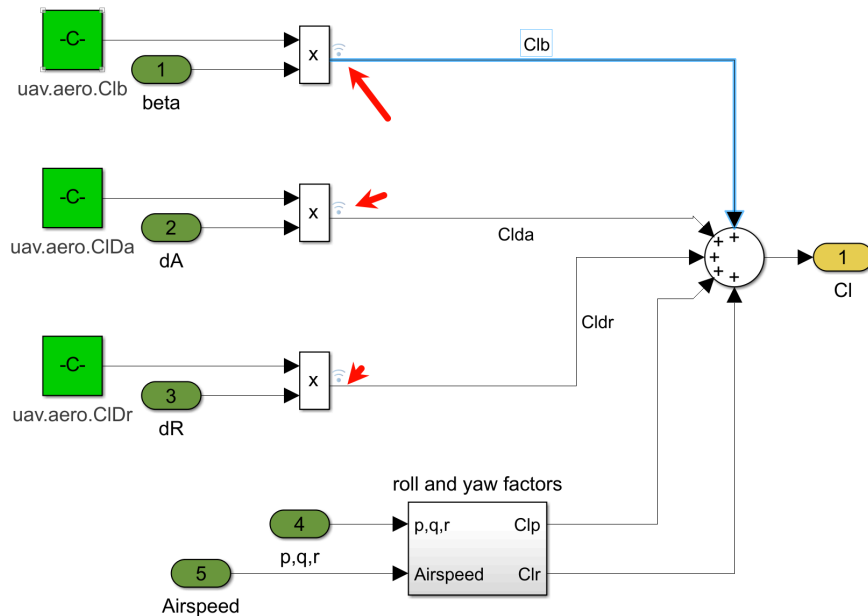 -C-
x
Clb
uav.aero.Clb
1
beta
-C-
x
Clda
uav.aero.ClDa
2
dA
+
+
+
+
+
1
Cl
Cldr
-C-
x
uav.aero.ClDr
3
dR
roll and yaw factors
4
p,q,r
Clp
p,q,r
5
Airspeed
Clr
Airspeed